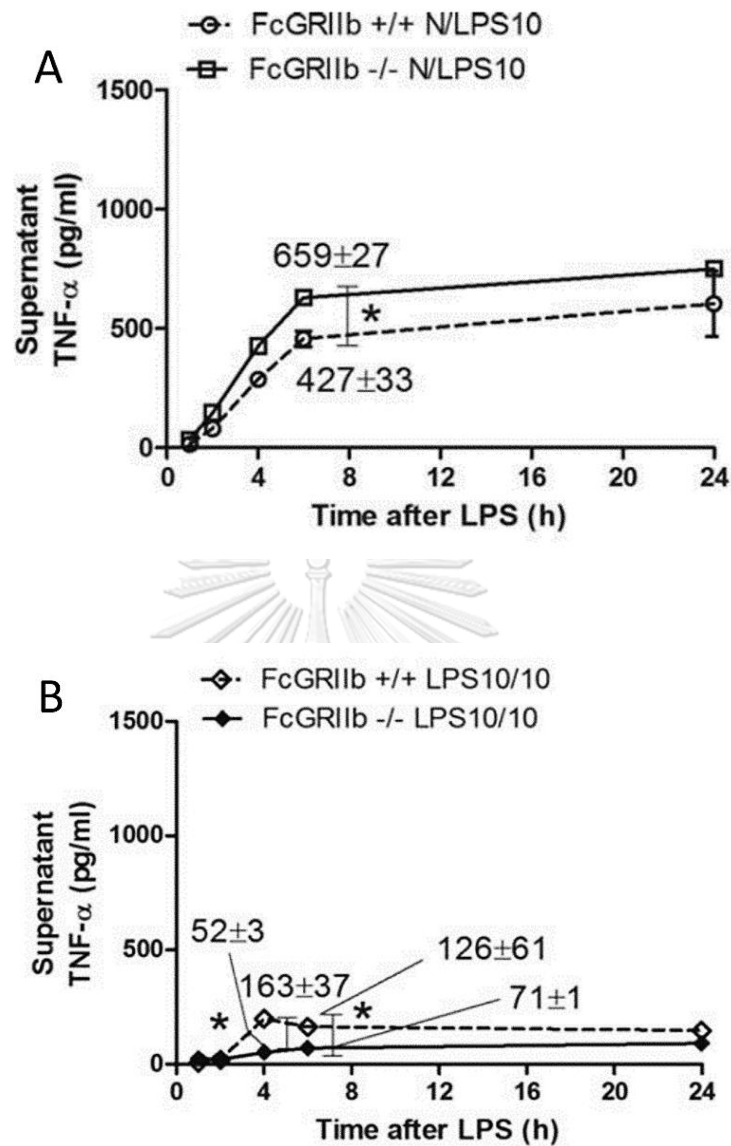 FcGRIIb +/+ N/LPS10
A
FcGRIIb -/- N/LPS10
1500
1000
500
0
Supernatant
TNF-α (pg/ml)
659±27
*
427±33
0 4 8 12 16 20 24
Time after LPS (h)
B
FcGRIIb +/+ LPS10/10
FcGRIIb -/- LPS10/10
1500
1000
500
0
Supernatant
TNF-α (pg/ml)
52±3
126±61
163±37
71±1
* *
0 4 8 12 16 20 24
Time after LPS (h)